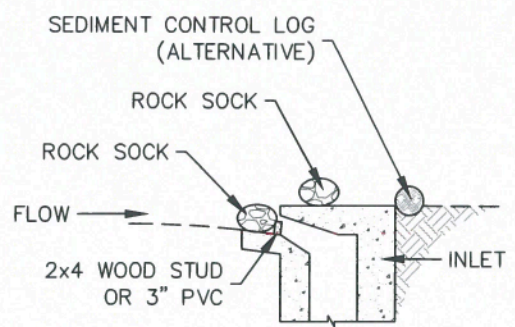 SEDIMENT CONTROL LOG
(ALTERNATIVE)
ROCK SOCK
ROCK SOCK
FLOW
2x4 WOOD STUD
OR 3" PVC
INLET